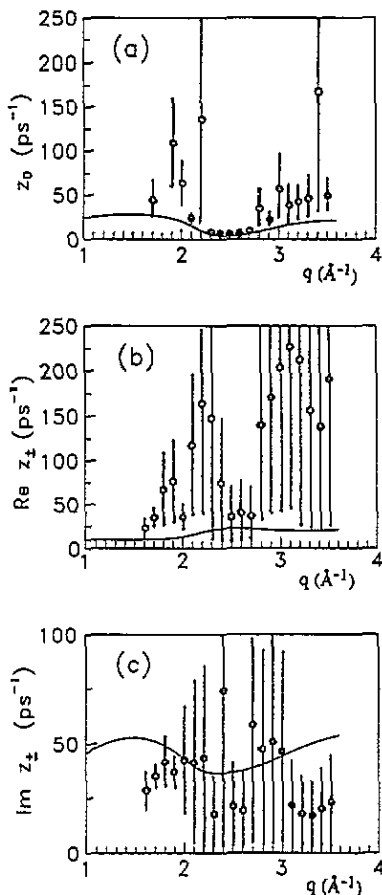 250
200
150
100
50
0
z₀ (ps⁻¹)
(a)
1 2 3 4
q (Å⁻¹)
250
200
150
100
50
0
Re z± (ps⁻¹)
(b)
1 2 3 4
q (Å⁻¹)
100
50
0
Im z± (ps⁻¹)
(c)
1 2 3 4
q (Å⁻¹)